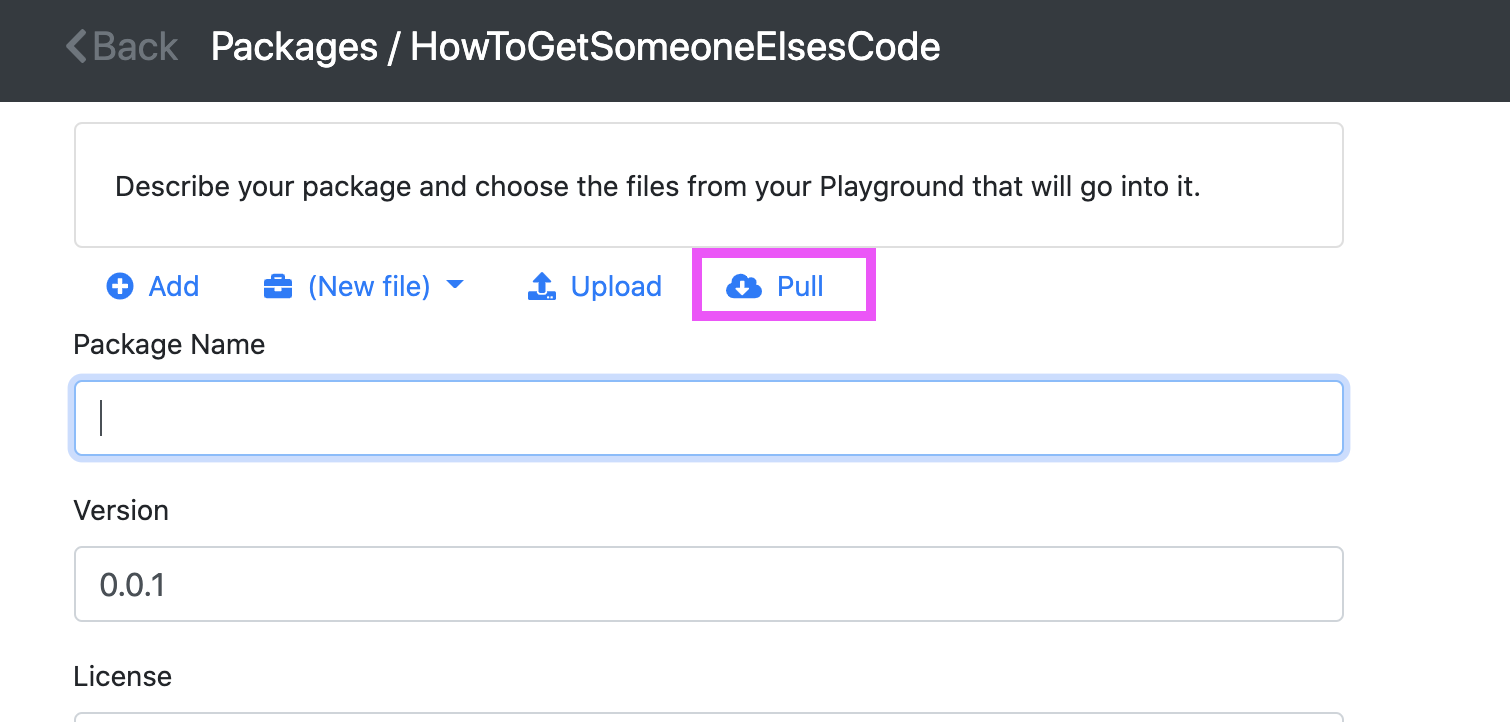 Back Packages / HowToGetSomeoneElsesCode
Describe your package and choose the files from your Playground that will go into it.
Add (New file) Upload Pull
Package Name
Version
0.0.1
License